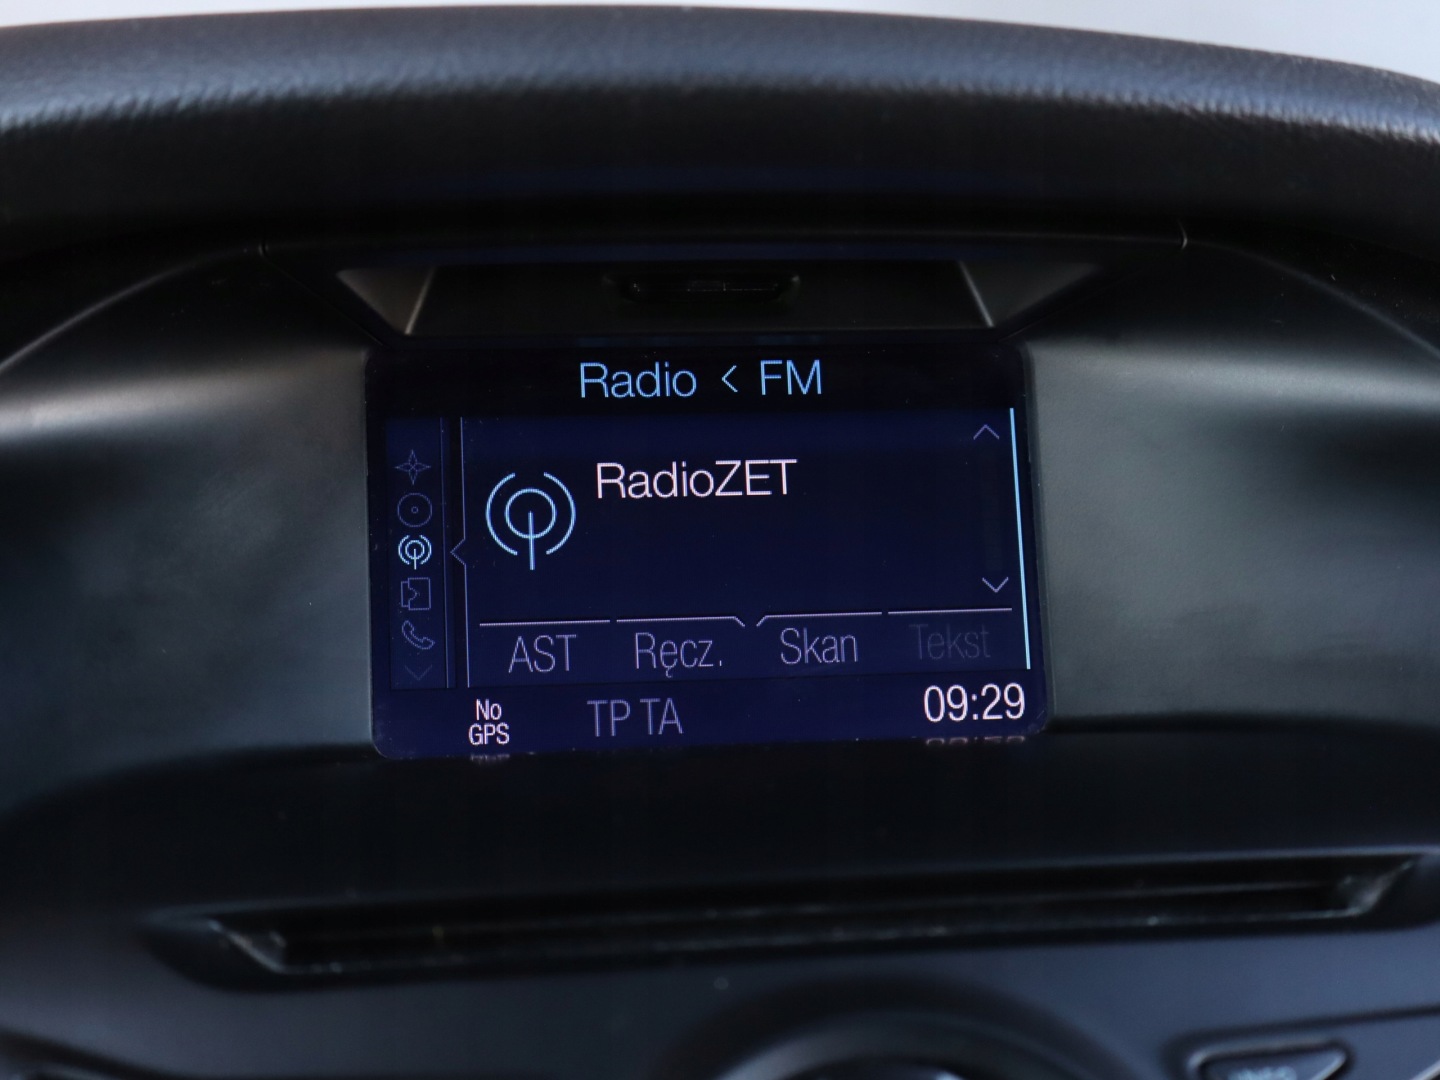 Radio < FM
RadioZET
AST Ręcz. Skan Tekst
No
GPS
TP TA
09:29